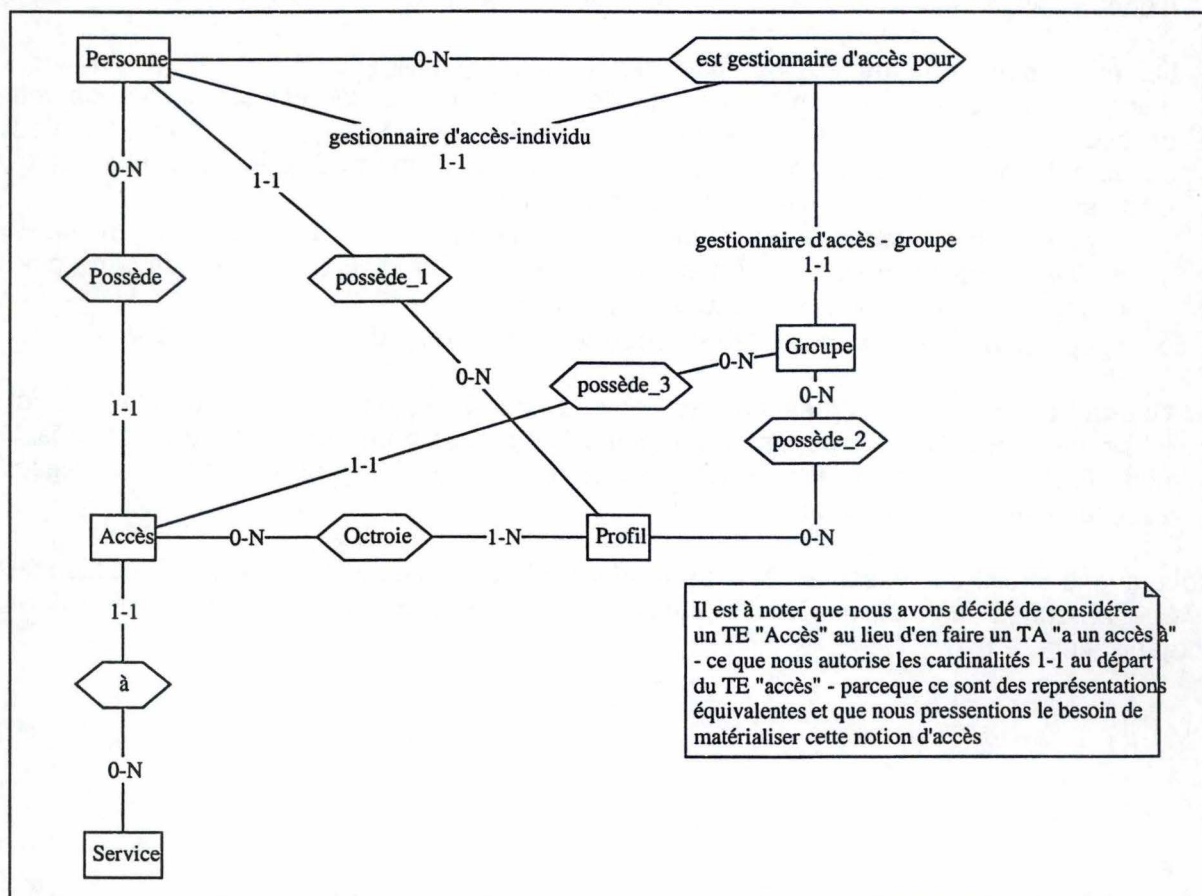 Personne
0-N
est gestionnaire d'accès pour
gestionnaire d'accès-individu
1-1
0-N
1-1
gestionnaire d'accès - groupe
1-1
Possède
possède_1
Groupe
0-N
0-N
possède_3
0-N
1-1
possède_2
1-1
Accès
0-N
Octroie
1-N
Profil
0-N
1-1
à
0-N
Service
Il est à noter que nous avons décidé de considérer
un TE "Accès" au lieu d'en faire un TA "a un accès à"
- ce que nous autorise les cardinalités 1-1 au départ
du TE "accès" - parceque ce sont des représentations
équivalentes et que nous pressentions le besoin de
matérialiser cette notion d'accès